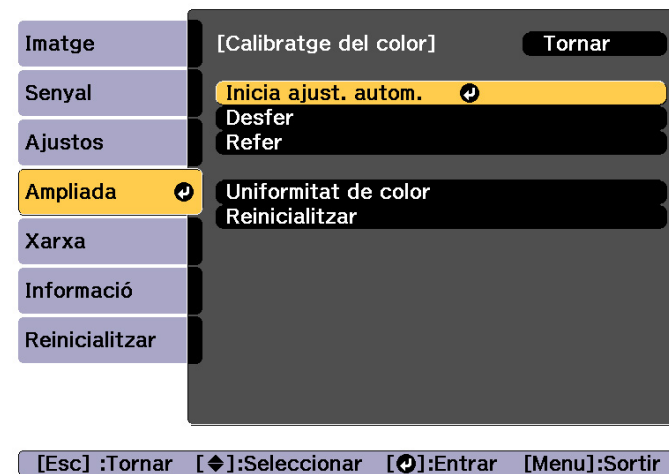 Imatge
Senyal
Ajustos
Ampliada
Xarxa
Informació
Reinicialitzar
[Calibratge del color] Tornar
Inicia ajust. autom.
Desfer
Refer
Uniformitat de color
Reinicialitzar
[Esc] :Tornar [◆]:Seleccionar [↵]:Entrar [Menu]:Sortir